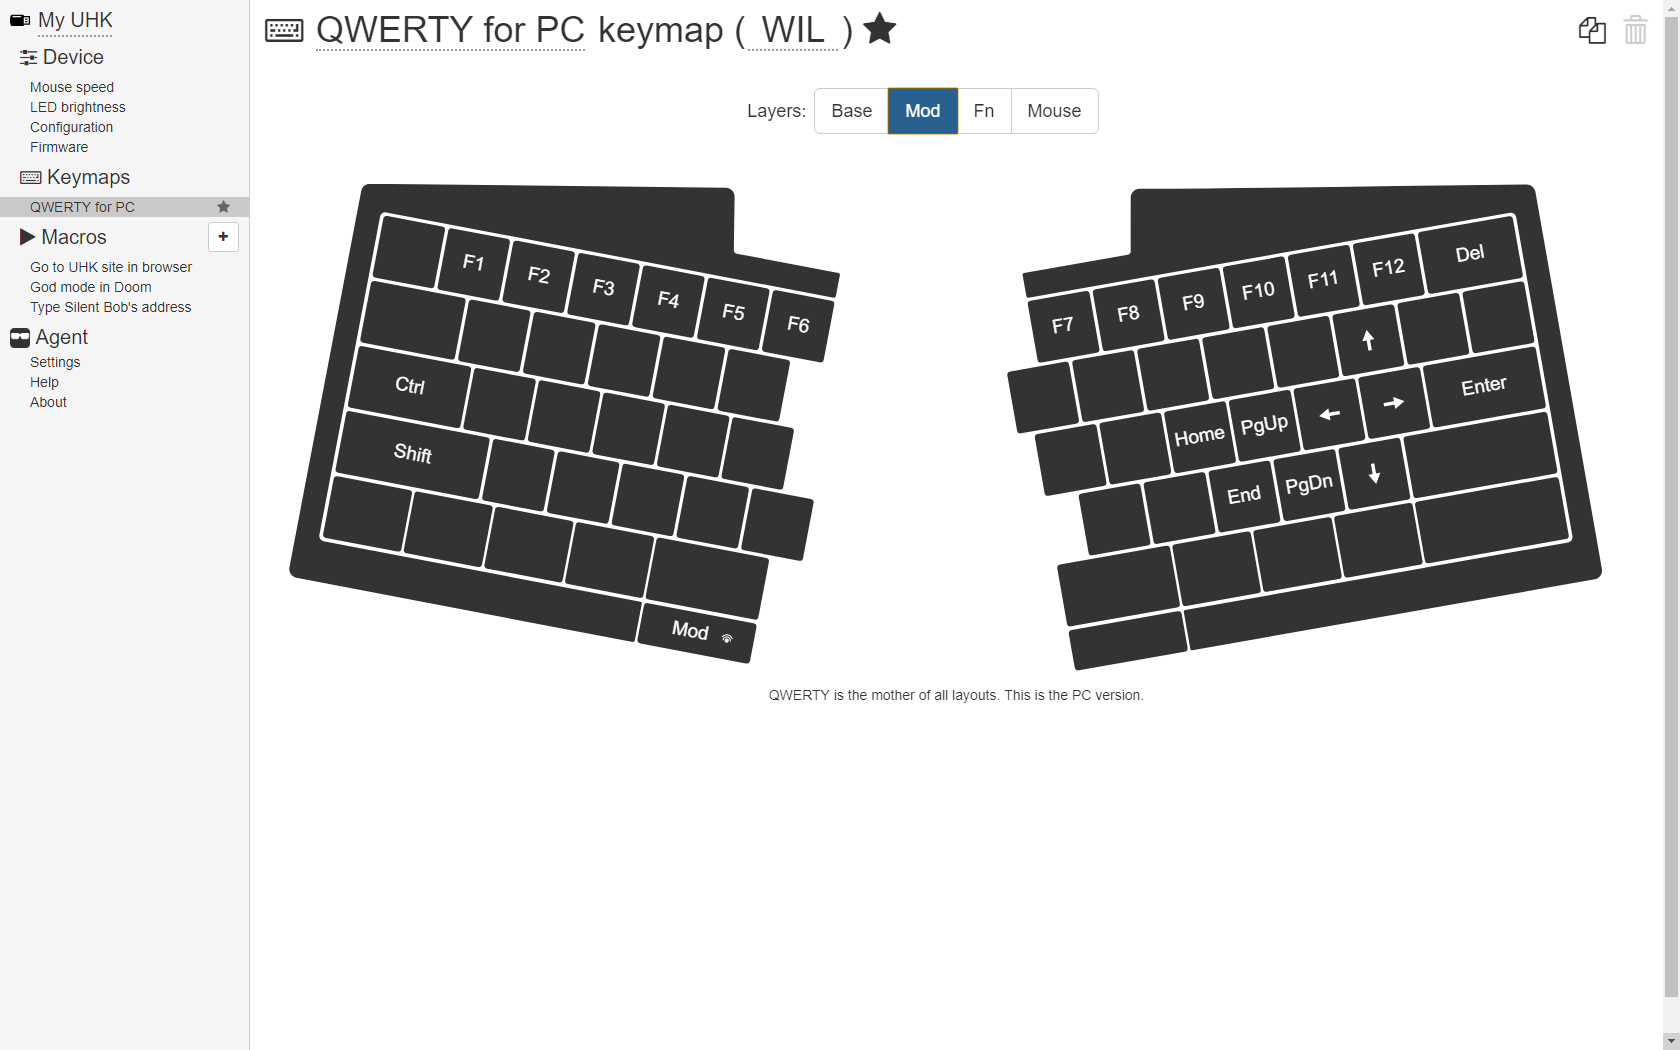 My UHK
Device
Mouse speed
LED brightness
Configuration
Firmware
Keymaps
QWERTY for PC
Macros
+
Go to UHK site in browser
God mode in Doom
Type Silent Bob's address
Agent
Settings
Help
About
QWERTY for PC keymap ( WIL )
Layers: Base Mod Fn Mouse
F1 F2 F3 F4 F5 F6
Ctrl
Shift
Mod
F7 F8 F9 F10 F11 F12 Del
↑
Home PgUp ← → Enter
End PgDn ↓
QWERTY is the mother of all layouts. This is the PC version.